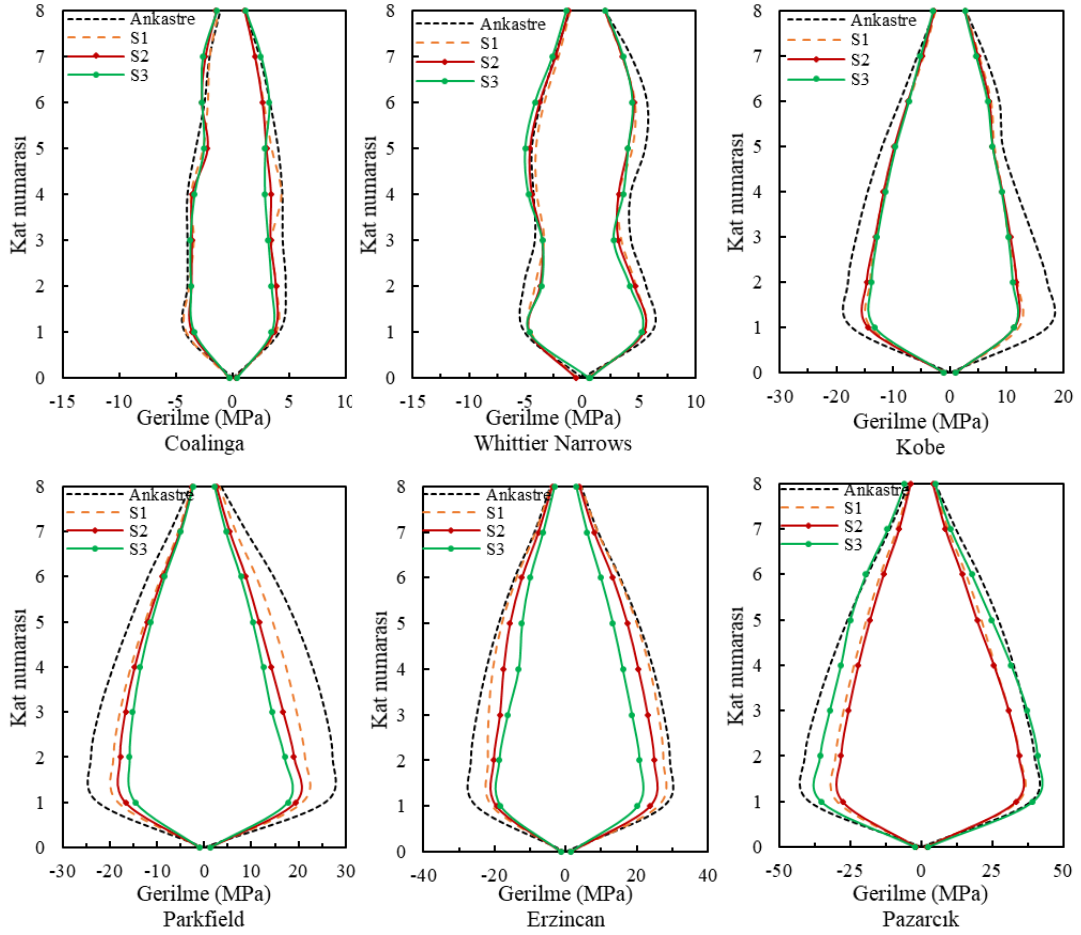 8
7
6
5
4
3
2
1
0
Kat numarası
Ankastre
S1
S2
S3
-15
-10
-5
0
5
10
Gerilme (MPa)
Coalinga
8
7
6
5
4
3
2
1
0
Kat numarası
Ankastre
S1
S2
S3
-15
-10
-5
0
5
10
Gerilme (MPa)
Whittier Narrows
8
7
6
5
4
3
2
1
0
Kat numarası
Ankastre
S1
S2
S3
-30
-20
-10
0
10
20
Gerilme (MPa)
Kobe
8
7
6
5
4
3
2
1
0
Kat numarası
Ankastre
S1
S2
S3
-30
-20
-10
0
10
20
30
Gerilme (MPa)
Parkfield
8
7
6
5
4
3
2
1
0
Kat numarası
Ankastre
S1
S2
S3
-40
-20
0
20
40
Gerilme (MPa)
Erzincan
8
7
6
5
4
3
2
1
0
Kat numarası
Ankastre
S1
S2
S3
-50
-25
0
25
50
Gerilme (MPa)
Pazarcık